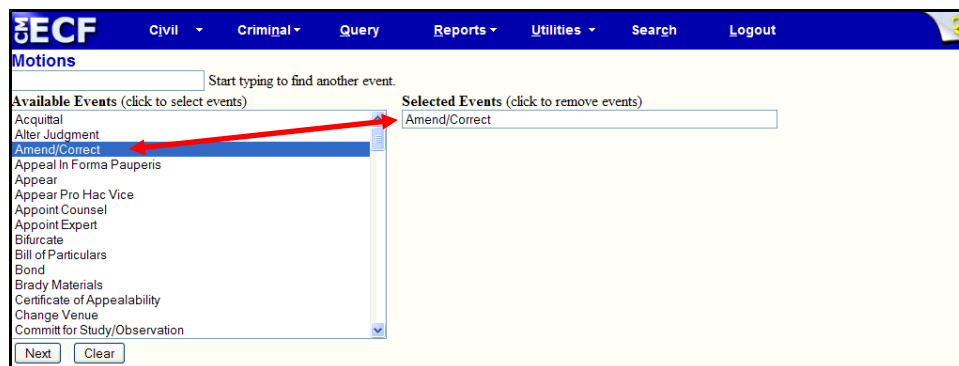 CM ECF Civil Criminal Query Reports Utilities Search Logout ?
Motions
Start typing to find another event.
Available Events (click to select events) Selected Events (click to remove events)
Acquittal Amend/Correct
Alter Judgment
Amend/Correct
Appeal In Forma Pauperis
Appear
Appear Pro Hac Vice
Appoint Counsel
Appoint Expert
Bifurcate
Bill of Particulars
Bond
Brady Materials
Certificate of Appealability
Change Venue
Committ for Study/Observation
Next Clear